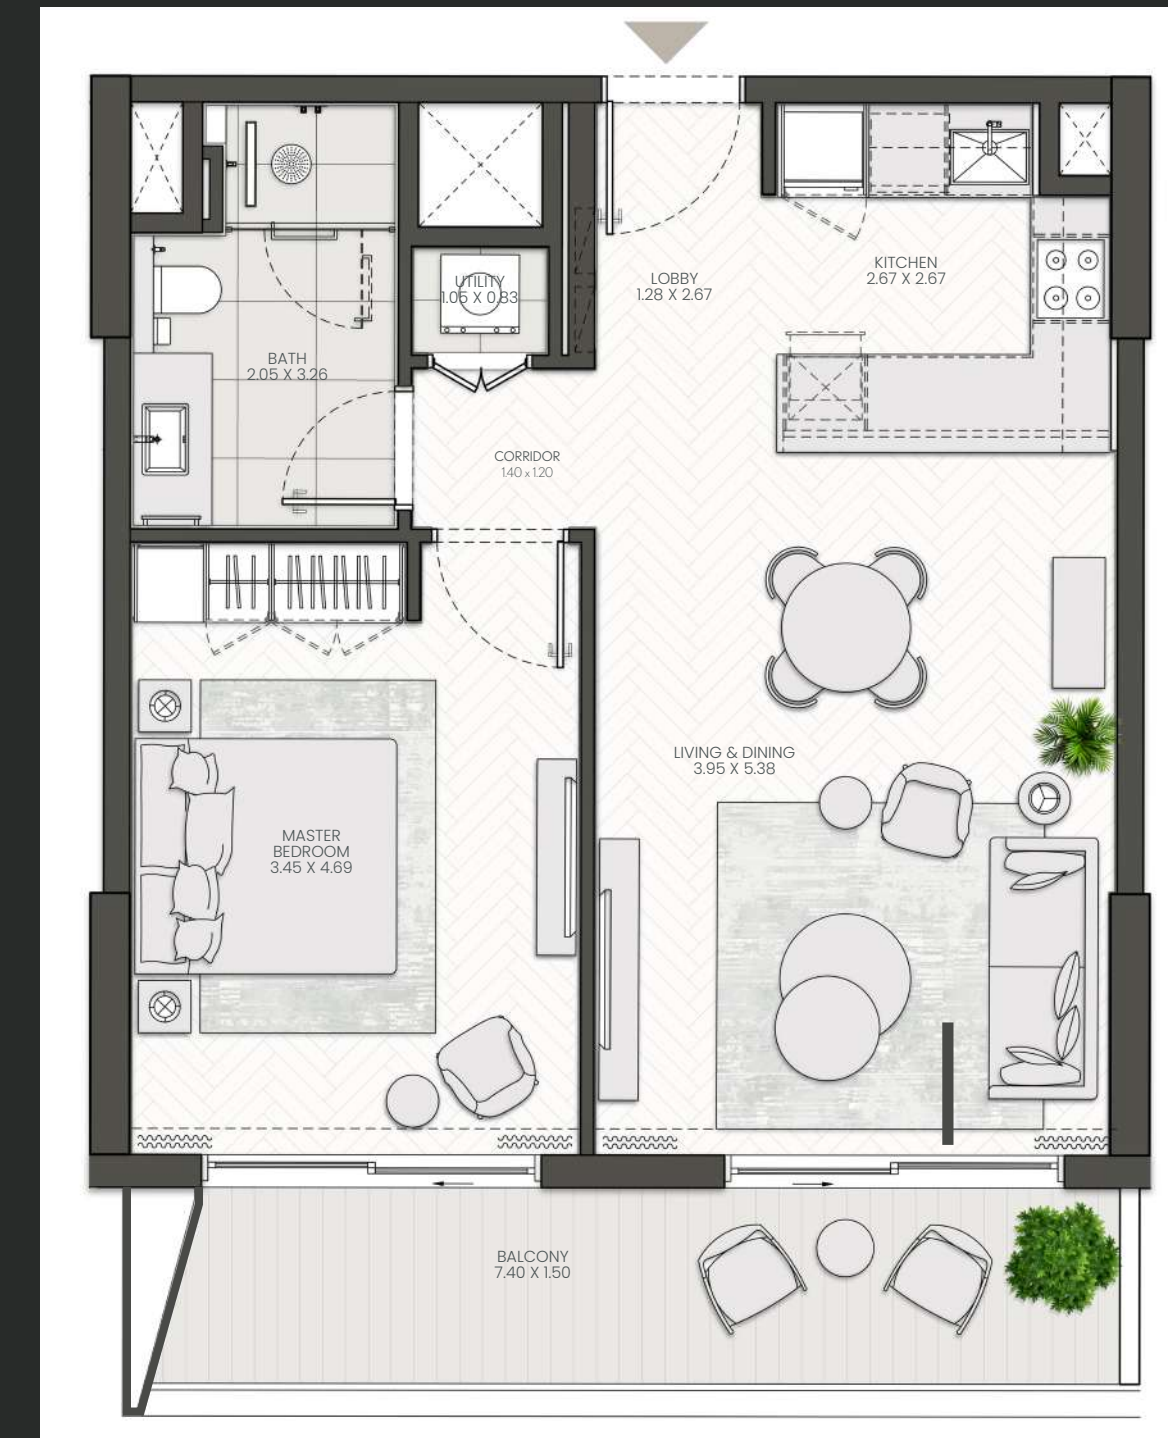 UTILITY
1.05 X 0.83
LOBBY
1.28 X 2.67
KITCHEN
2.67 X 2.67
BATH
2.05 X 3.26
CORRIDOR
1.40 x 1.20
LIVING & DINING
3.95 X 5.38
MASTER
BEDROOM
3.45 X 4.69
BALCONY
7.40 X 1.50